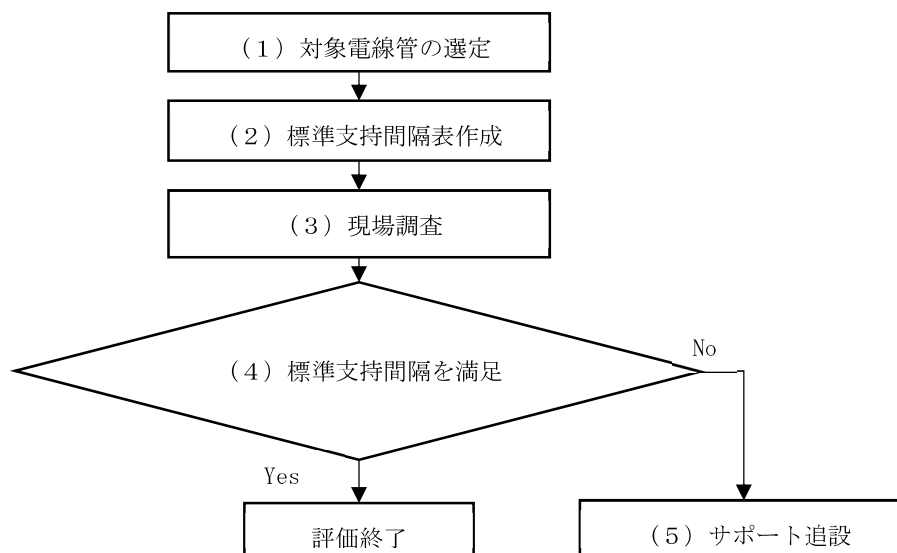 （１）対象電線管の選定
（２）標準支持間隔表作成
（３）現場調査
（４）標準支持間隔を満足
No
Yes
評価終了
（５）サポート追設